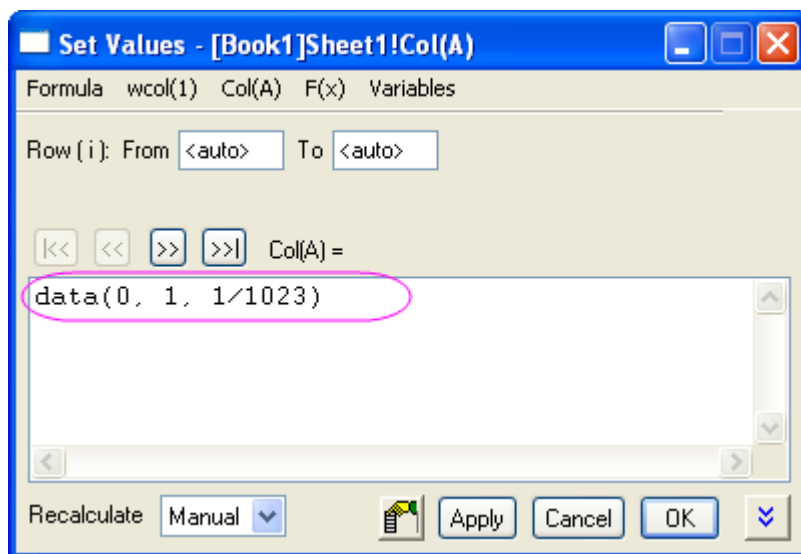 Set Values - [Book1]Sheet1!Col(A)
Formula wcol(1) Col(A) F(x) Variables
Row (i): From <auto> To <auto>
|<< << >> >>| Col(A) =
data(0, 1, 1/1023)
Recalculate Manual Apply Cancel OK